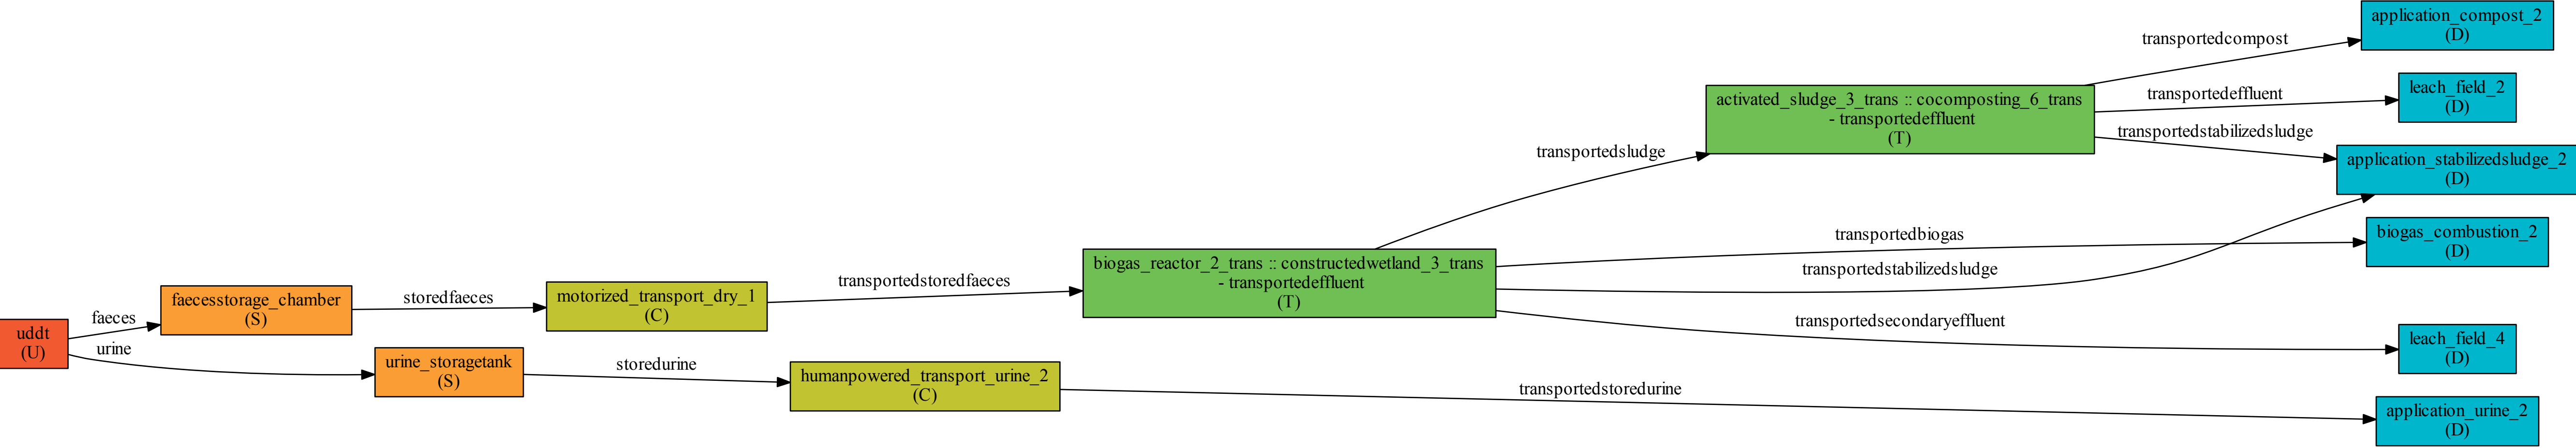 uddt
(U)
faeces
urine
faecesstorage_chamber
(S)
urine_storagetank
(S)
storedfaeces
storedurine
motorized_transport_dry_1
(C)
humanpowered_transport_urine_2
(C)
transportedstoredfaeces
biogas_reactor_2_trans :: constructedwetland_3_trans
- transportedeffluent
(T)
transportedsludge
transportedbiogas
transportedstabilizedsludge
transportedsecondaryeffluent
transportedstoredurine
activated_sludge_3_trans :: cocomposting_6_trans
- transportedeffluent
(T)
transportedcompost
transportedeffluent
transportedstabilizedsludge
application_compost_2
(D)
leach_field_2
(D)
application_stabilizedsludge_2
(D)
biogas_combustion_2
(D)
leach_field_4
(D)
application_urine_2
(D)